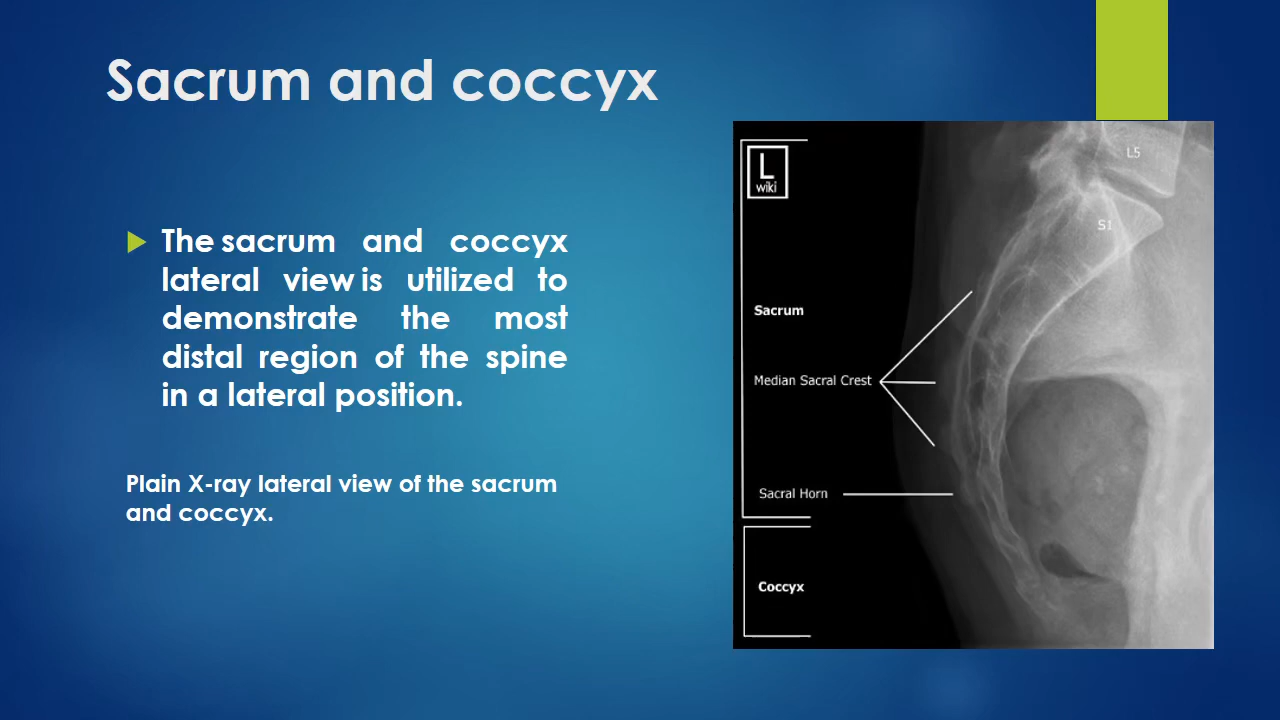 Sacrum and coccyx
The sacrum and coccyx
lateral view is utilized to
demonstrate the most
distal region of the spine
in a lateral position.
Plain X-ray lateral view of the sacrum
and coccyx.
L
wiki
L5
S1
Sacrum
Median Sacral Crest
Sacral Horn
Coccyx